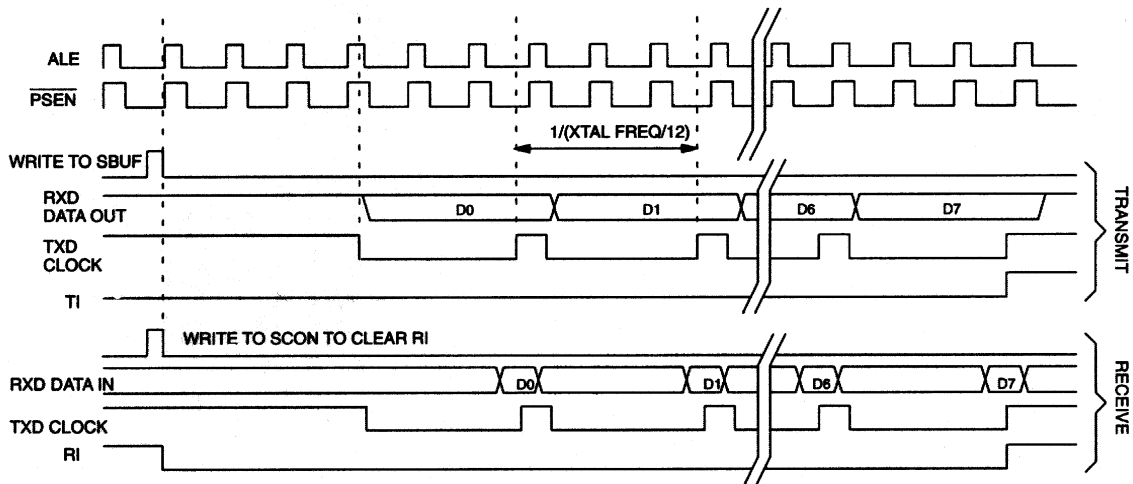 ALE
PSEN
1/(XTAL FREQ/12)
WRITE TO SBUF
RXD
DATA OUT
D0
D1
D6
D7
TXD
CLOCK
TI
TRANSMIT
WRITE TO SCON TO CLEAR RI
RXD DATA IN
D0
D1
D6
D7
TXD CLOCK
RI
RECEIVE